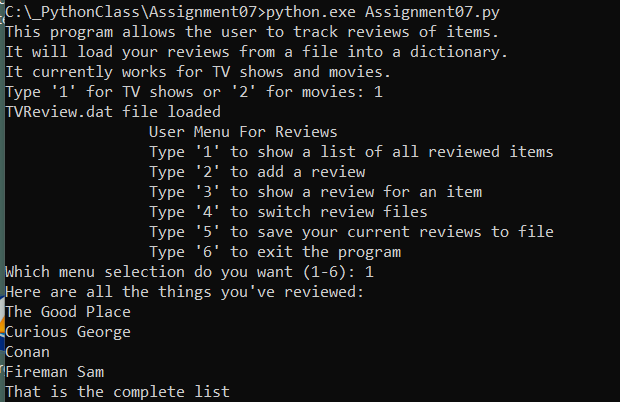 C:\_PythonClass\Assignment07>python.exe Assignment07.py
This program allows the user to track reviews of items.
It will load your reviews from a file into a dictionary.
It currently works for TV shows and movies.
Type '1' for TV shows or '2' for movies: 1
TVReview.dat file loaded
User Menu For Reviews
Type '1' to show a list of all reviewed items
Type '2' to add a review
Type '3' to show a review for an item
Type '4' to switch review files
Type '5' to save your current reviews to file
Type '6' to exit the program
Which menu selection do you want (1-6): 1
Here are all the things you've reviewed:
The Good Place
Curious George
Conan
Fireman Sam
That is the complete list